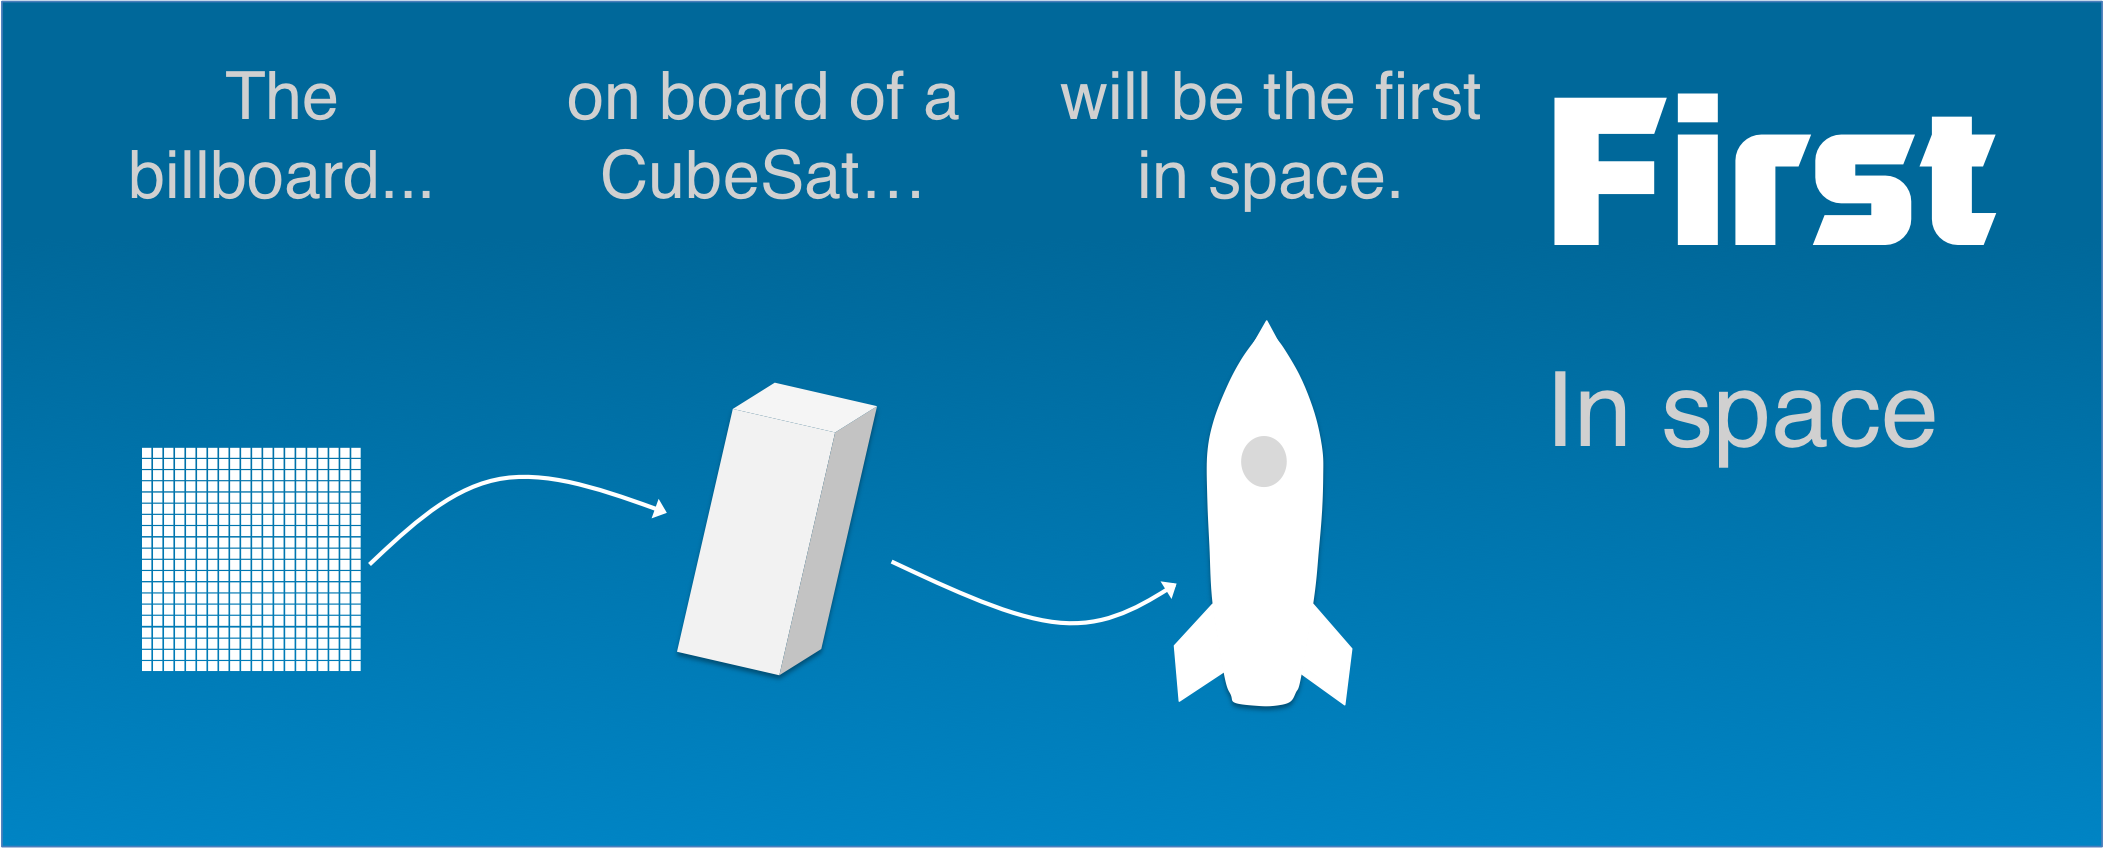 The
billboard...
on board of a
CubeSat…
will be the first
in space.
First
In space